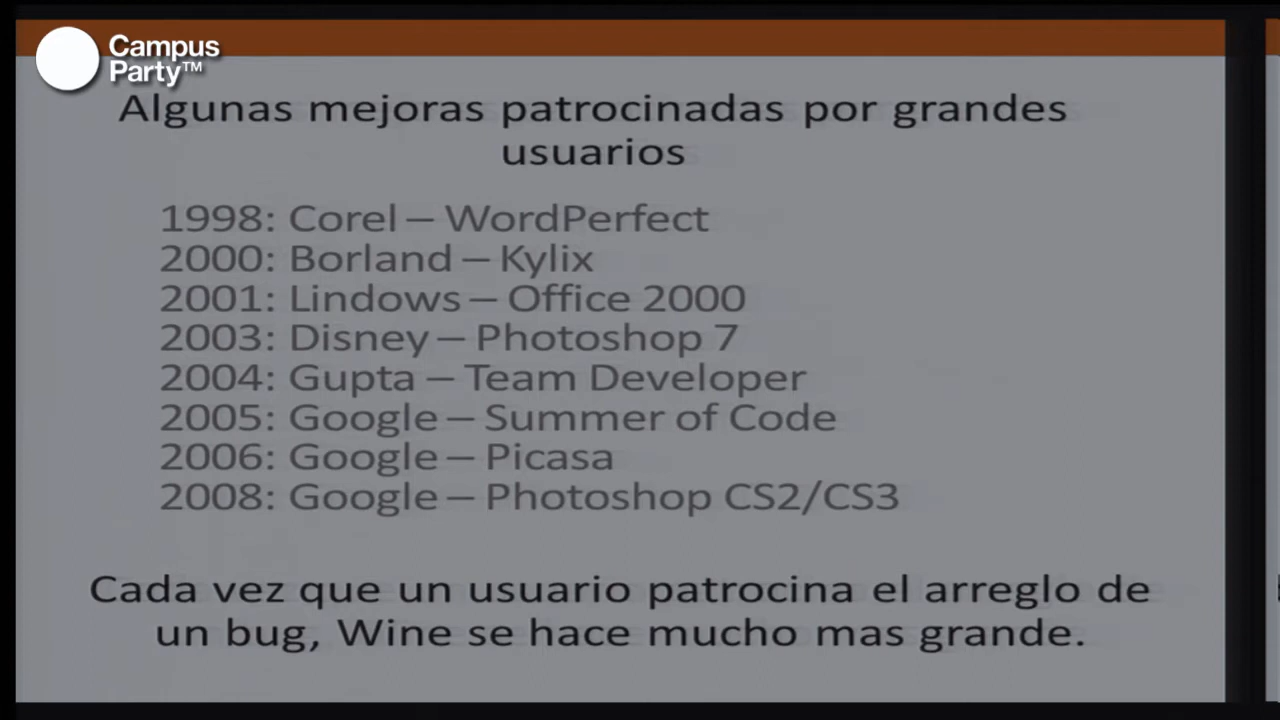 Campus
Party™
Algunas mejoras patrocinadas por grandes
usuarios
1998: Corel – WordPerfect
2000: Borland – Kylix
2001: Lindows – Office 2000
2003: Disney – Photoshop 7
2004: Gupta – Team Developer
2005: Google – Summer of Code
2006: Google – Picasa
2008: Google – Photoshop CS2/CS3
Cada vez que un usuario patrocina el arreglo de
un bug, Wine se hace mucho mas grande.